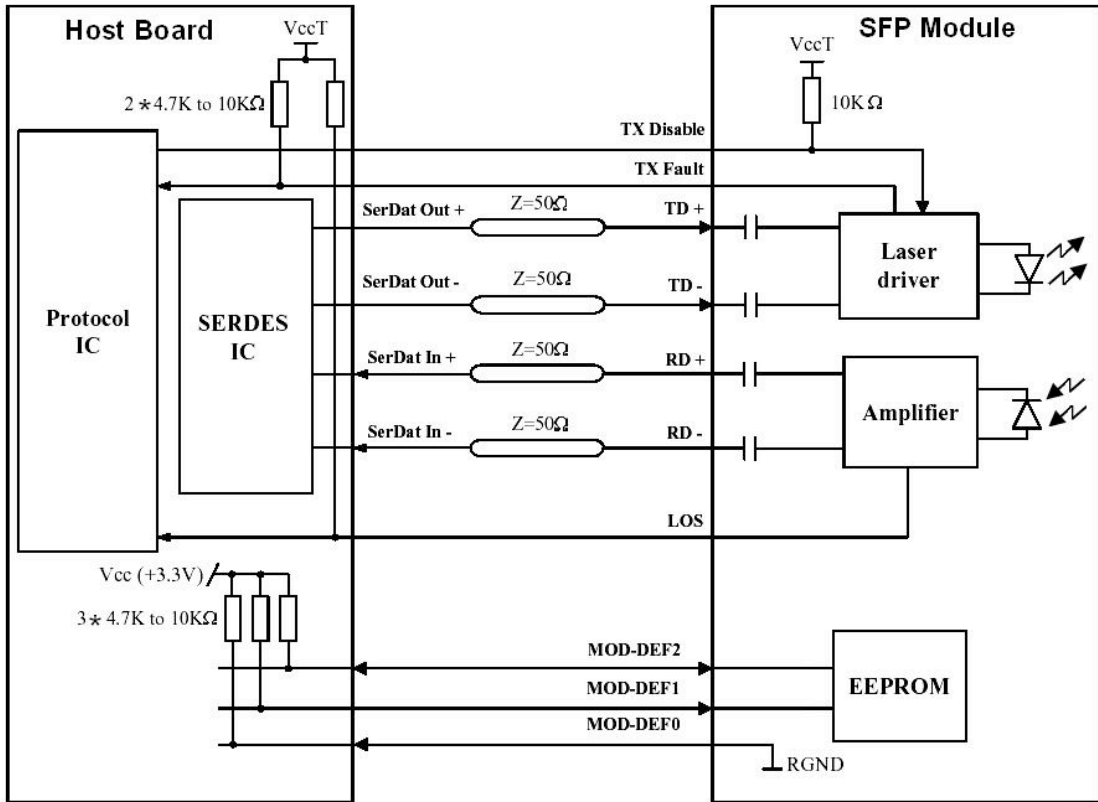 Host Board
SFP Module
VccT
VccT
2 * 4.7K to 10KΩ
10K Ω
TX Disable
TX Fault
SerDat Out +
Z=50Ω
TD +
SerDat Out -
Z=50Ω
TD -
Laser
driver
Protocol
IC
SERDES
IC
SerDat In +
Z=50Ω
RD +
SerDat In -
Z=50Ω
RD -
Amplifier
LOS
Vcc (+3.3V)
3 * 4.7K to 10KΩ
MOD-DEF2
MOD-DEF1
MOD-DEF0
EEPROM
RGND